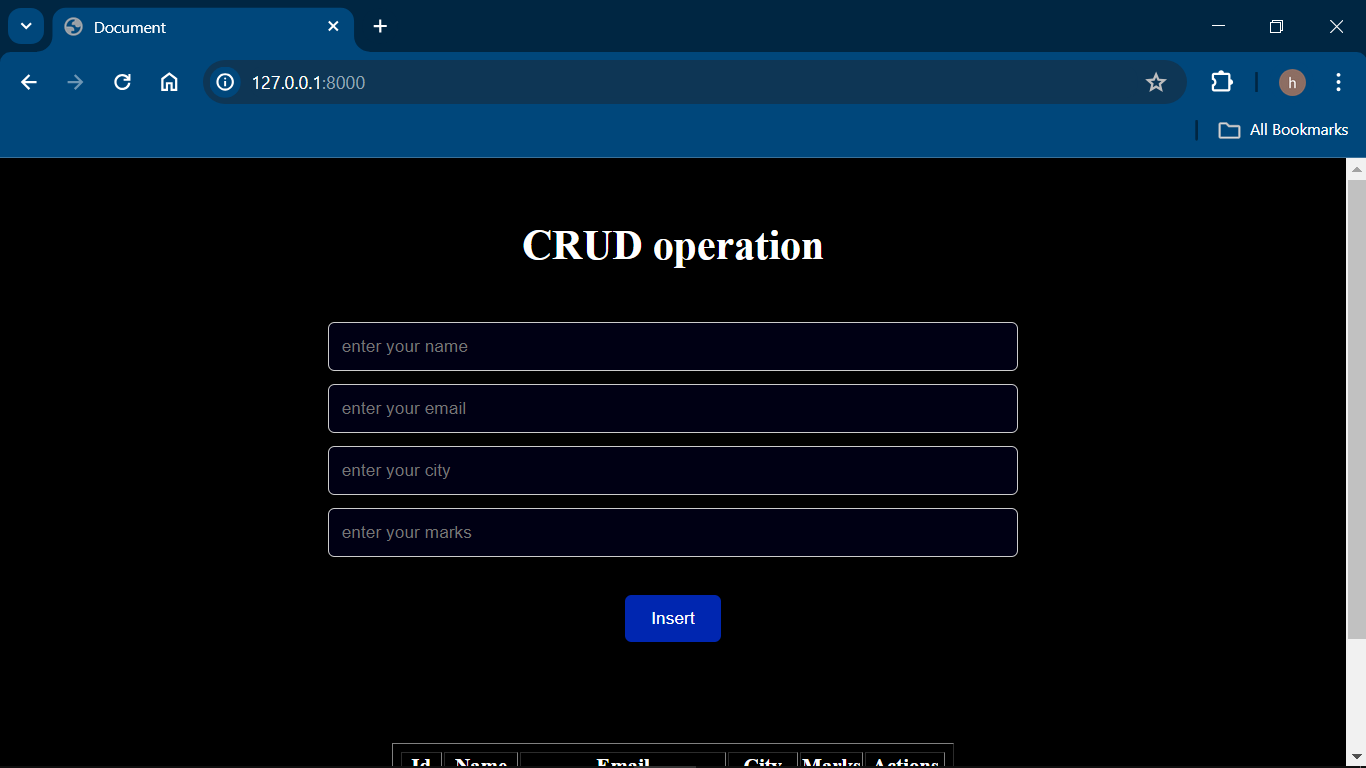 Document
127.0.0.1:8000
h
All Bookmarks
CRUD operation
enter your name
enter your email
enter your city
enter your marks
Insert
Id Name Email City Marks Actions